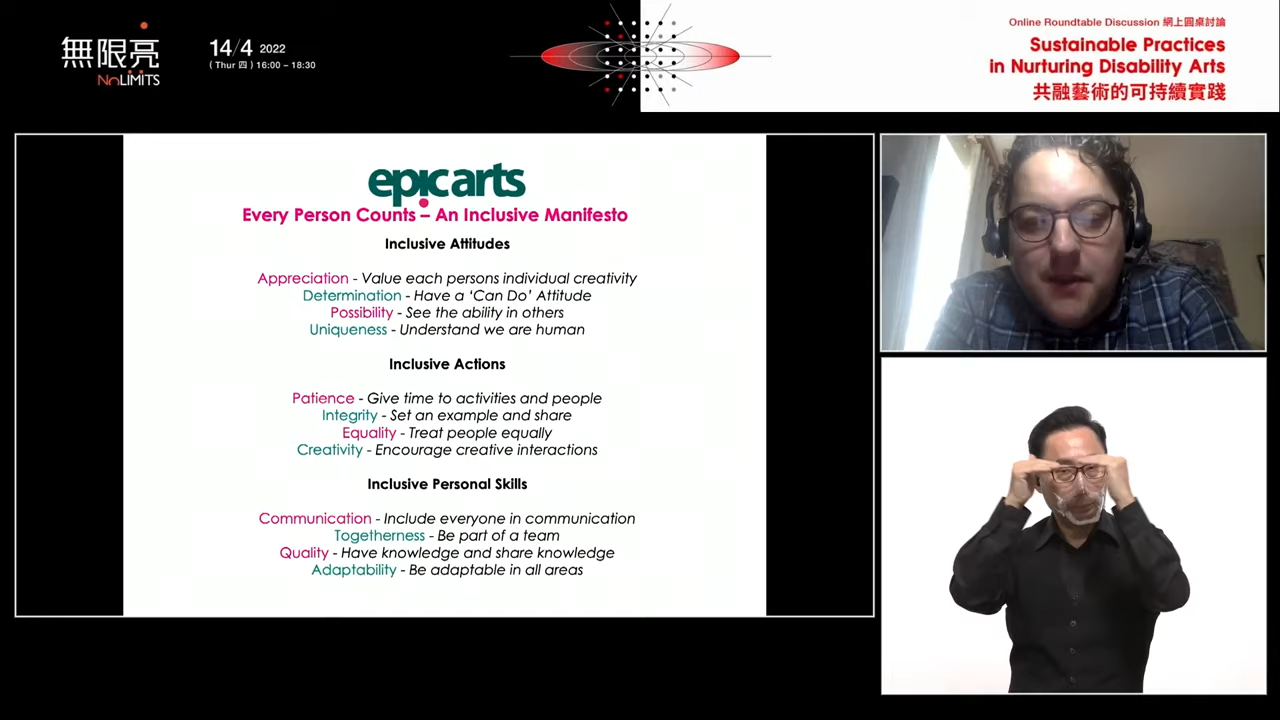 無限亮
NoLIMITS
14/4 2022
( Thur 四 ) 16:00 – 18:30
Online Roundtable Discussion 網上圓桌討論
Sustainable Practices
in Nurturing Disability Arts
共融藝術的可持續實踐
epic arts
Every Person Counts – An Inclusive Manifesto
Inclusive Attitudes
Appreciation - Value each persons individual creativity
Determination - Have a ‘Can Do’ Attitude
Possibility - See the ability in others
Uniqueness - Understand we are human
Inclusive Actions
Patience - Give time to activities and people
Integrity - Set an example and share
Equality - Treat people equally
Creativity - Encourage creative interactions
Inclusive Personal Skills
Communication - Include everyone in communication
Togetherness - Be part of a team
Quality - Have knowledge and share knowledge
Adaptability - Be adaptable in all areas